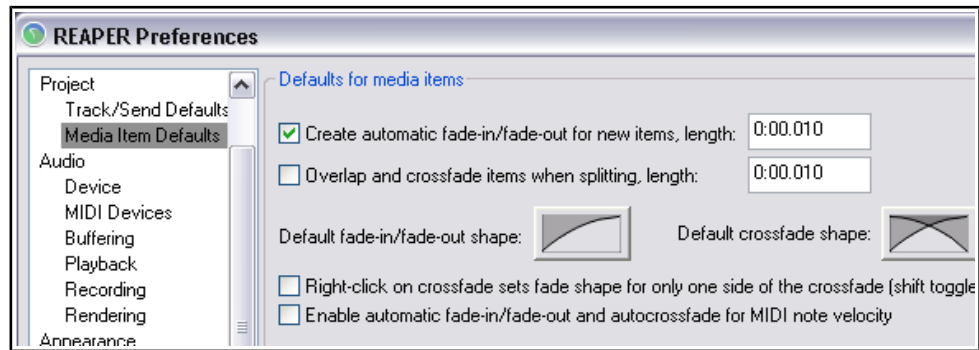 REAPER Preferences
Project
Track/Send Defaults
Media Item Defaults
Audio
Device
MIDI Devices
Buffering
Playback
Recording
Rendering
Appearance
Defaults for media items
Create automatic fade-in/fade-out for new items, length: 0:00.010
Overlap and crossfade items when splitting, length: 0:00.010
Default fade-in/fade-out shape: Default crossfade shape:
Right-click on crossfade sets fade shape for only one side of the crossfade (shift toggle
Enable automatic fade-in/fade-out and autocrossfade for MIDI note velocity